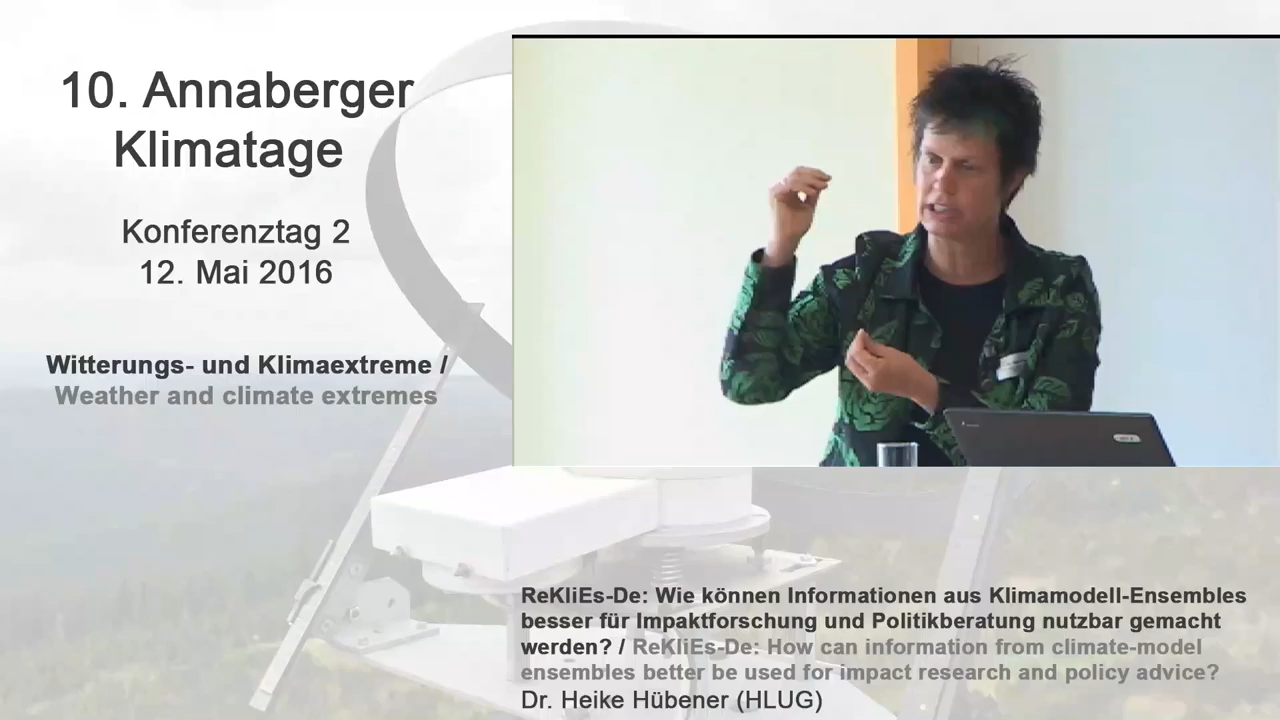 10. Annaberger
Klimatage
Konferenztag 2
12. Mai 2016
Witterungs- und Klimaextreme /
Weather and climate extremes
ReKliEs-De: Wie können Informationen aus Klimamodell-Ensembles
besser für Impaktforschung und Politikberatung nutzbar gemacht
werden? / ReKliEs-De: How can information from climate-model
ensembles better be used for impact research and policy advice?
Dr. Heike Hübener (HLUG)